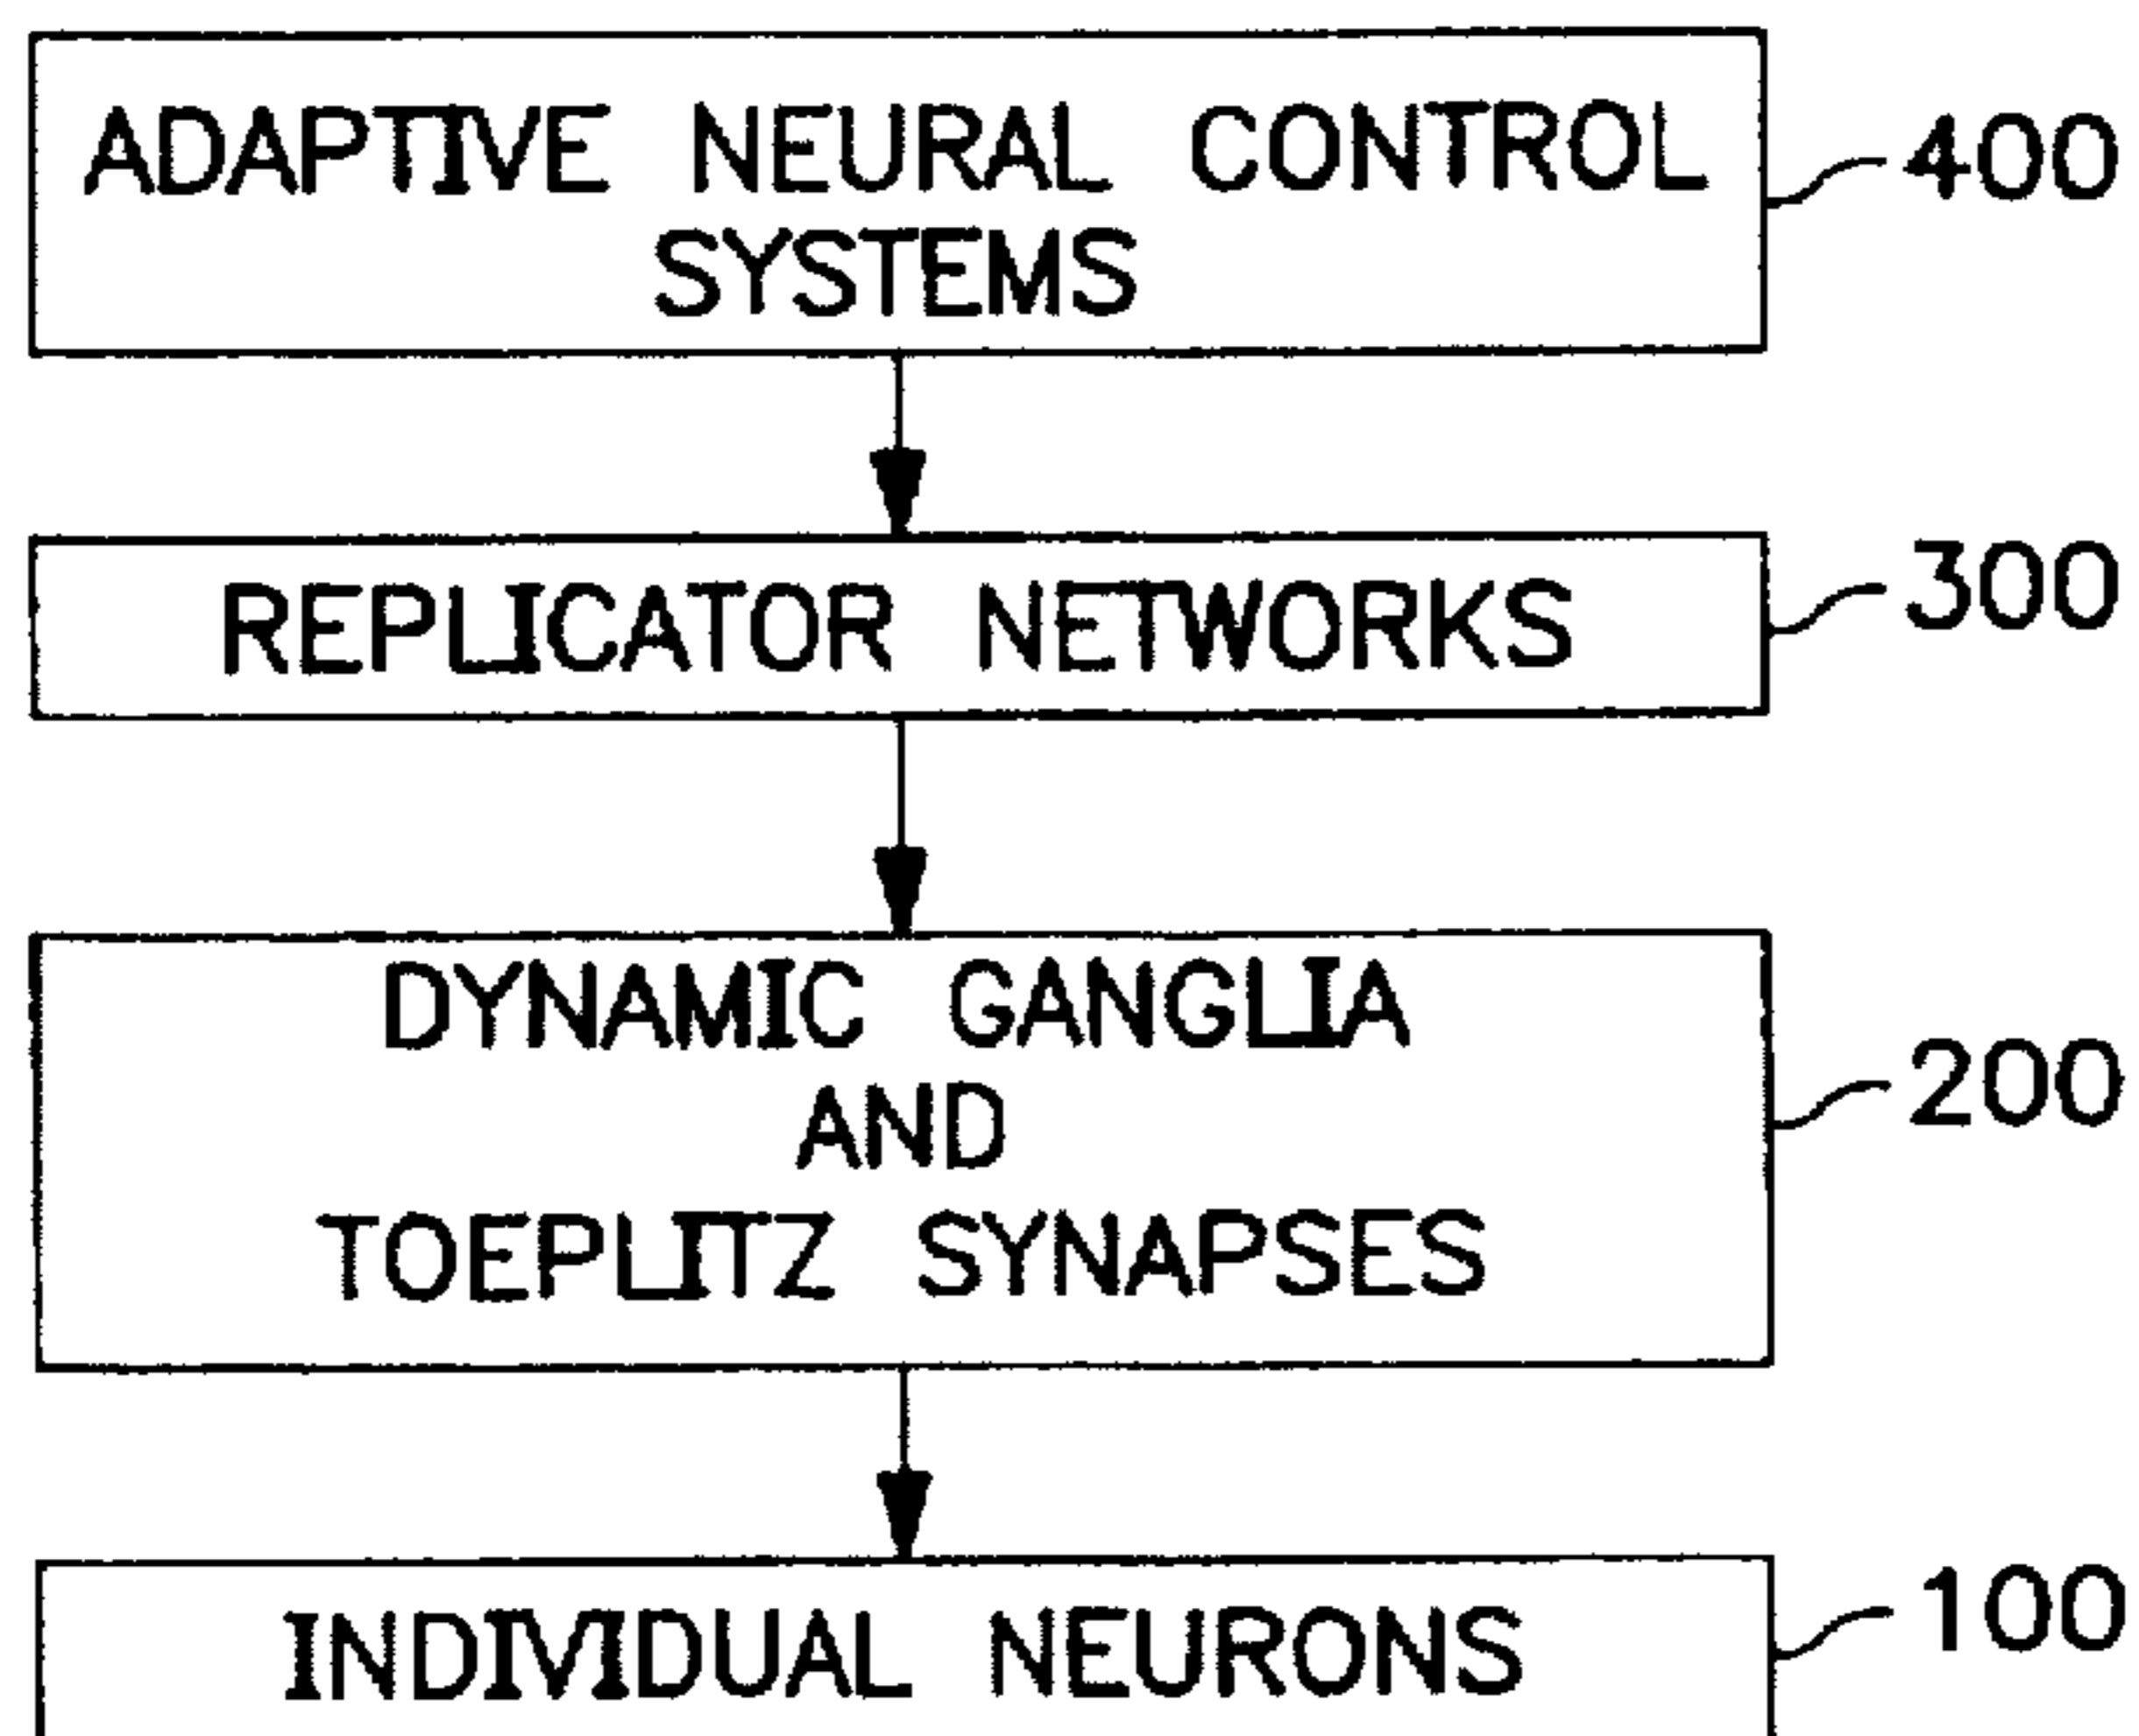 ADAPTIVE NEURAL CONTROL
SYSTEMS
400
REPLICATOR NETWORKS
300
DYNAMIC GANGLIA
AND
TOEPLITZ SYNAPSES
200
INDIVIDUAL NEURONS
100